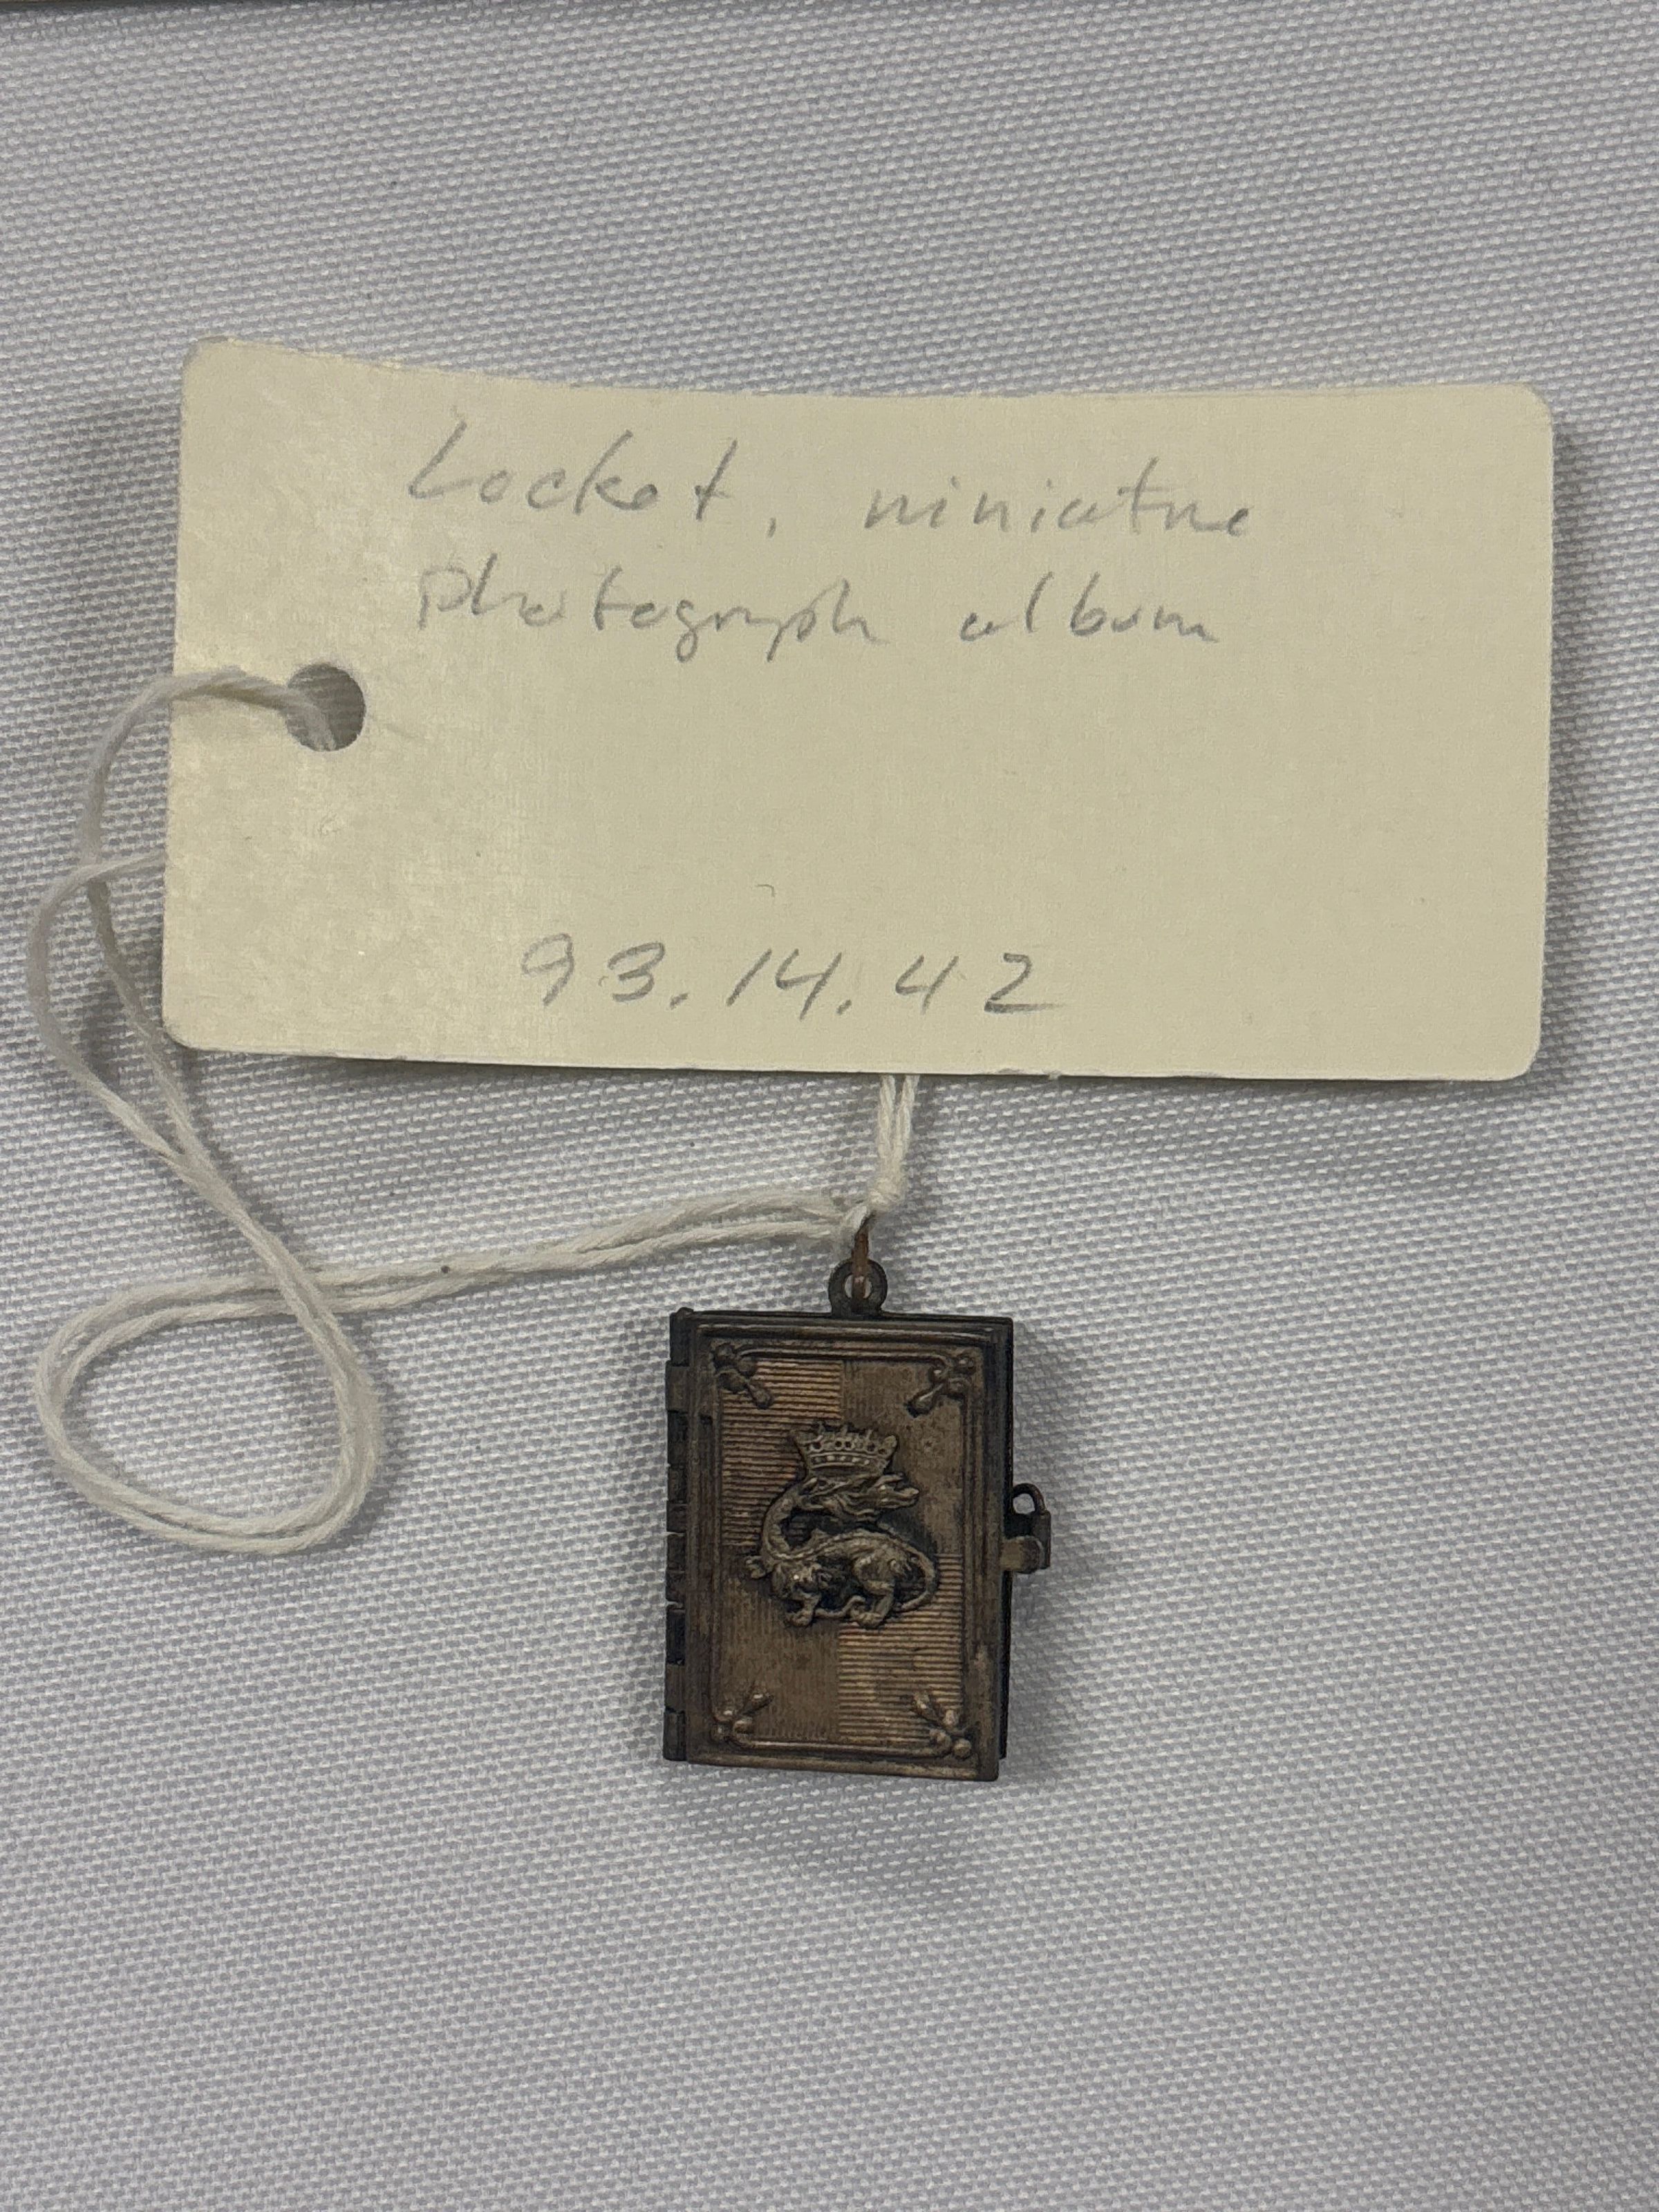 Locket, miniature
photograph album
93.14.42